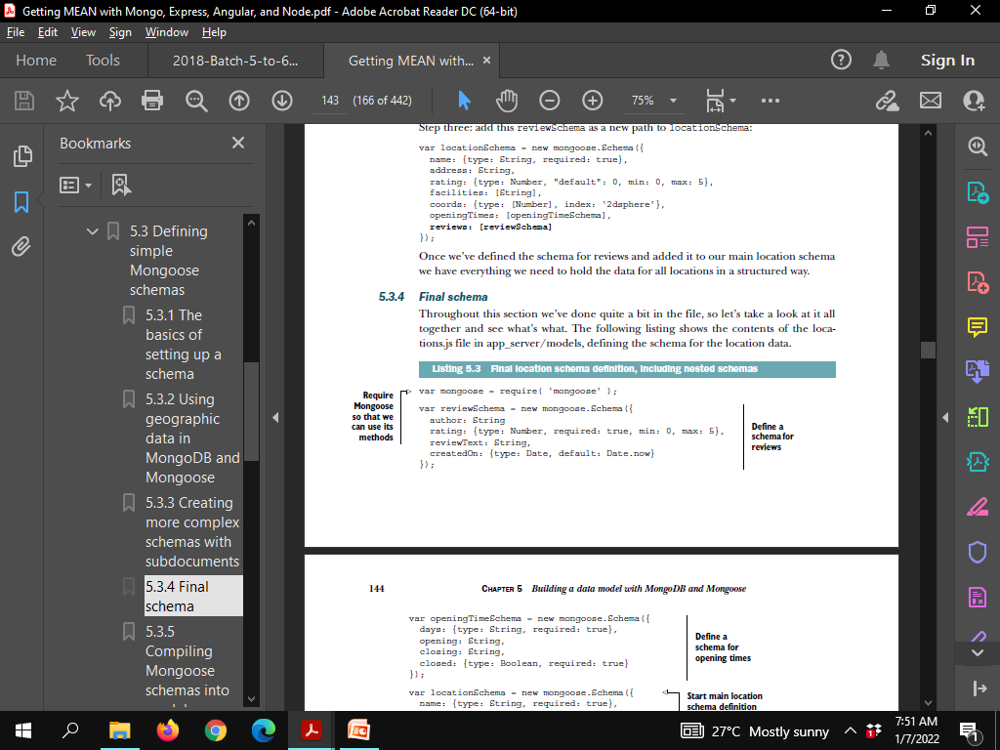 Getting MEAN with Mongo, Express, Angular, and Node.pdf - Adobe Acrobat Reader DC (64-bit)
File Edit View Sign Window Help
Home Tools 2018-Batch-5-to-6... Getting MEAN with... × Sign In
143 (166 of 442) 75%
Bookmarks
5.3 Defining
simple
Mongoose
schemas
5.3.1 The
basics of
setting up a
schema
5.3.2 Using
geographic
data in
MongoDB and
Mongoose
5.3.3 Creating
more complex
schemas with
subdocuments
5.3.4 Final
schema
5.3.5
Compiling
Mongoose
schemas into
Step three: add this reviewSchema as a new path to locationSchema:
var locationSchema = new mongoose.Schema({
name: {type: String, required: true},
address: String,
rating: {type: Number, "default": 0, min: 0, max: 5},
facilities: [String],
coords: {type: [Number], index: '2dsphere'},
openingTimes: [openingTimeSchema],
reviews: [reviewSchema]
});
Once we've defined the schema for reviews and added it to our main location schema
we have everything we need to hold the data for all locations in a structured way.
5.3.4 Final schema
Throughout this section we've done quite a bit in the file, so let's take a look at it all
together and see what's what. The following listing shows the contents of the loca-
tions.js file in app_server/models, defining the schema for the location data.
Listing 5.3 Final location schema definition, including nested schemas
Require
Mongoose
so that we
can use its
methods
var mongoose = require( 'mongoose' );
var reviewSchema = new mongoose.Schema({
author: String
rating: {type: Number, required: true, min: 0, max: 5},
reviewText: String,
createdOn: {type: Date, default: Date.now}
});
Define a
schema for
reviews
144 CHAPTER 5 Building a data model with MongoDB and Mongoose
var openingTimeSchema = new mongoose.Schema({
days: {type: String, required: true},
opening: String,
closing: String,
closed: {type: Boolean, required: true}
});
Define a
schema for
opening times
var locationSchema = new mongoose.Schema({
name: {type: String, required: true},
Start main location
schema definition
27°C Mostly sunny
7:51 AM
1/7/2022
1